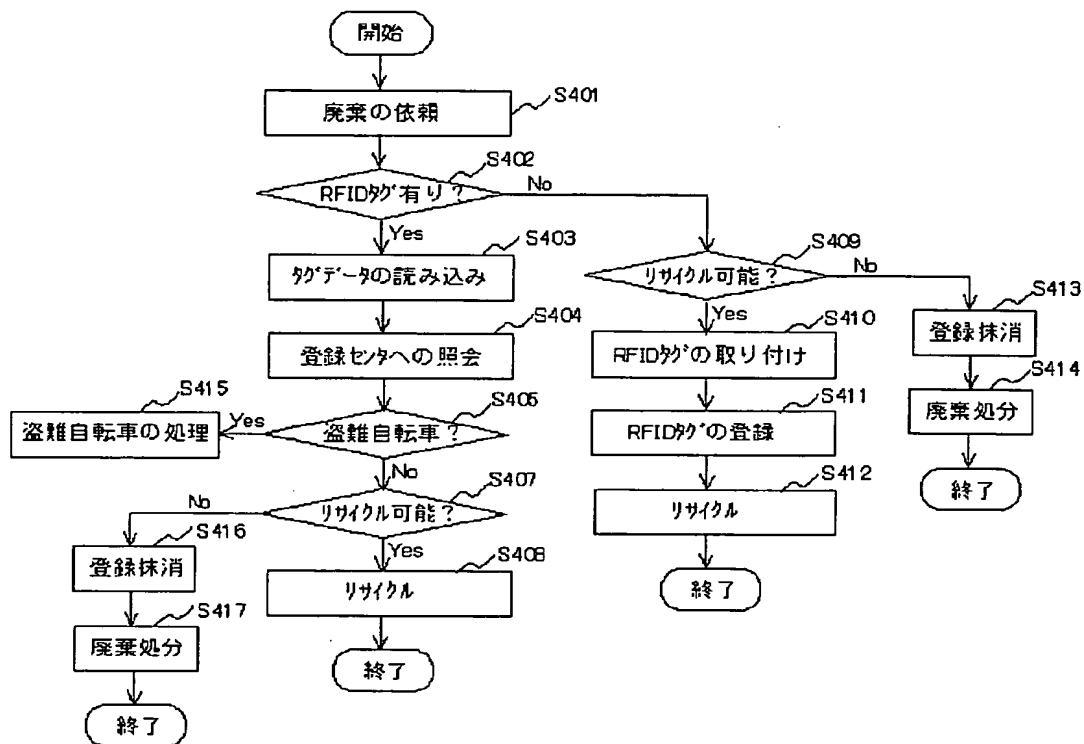 開始
S401
廃棄の依頼
S402
RFIDﾀｸﾞ有り？
No
Yes
S403
ﾀｸﾞデータの読み込み
S404
登録センタへの照会
S405
盗難自転車？
Yes
S415
盗難自転車の処理
No
S407
ﾘｻｲｸﾙ可能？
No
S416
登録抹消
S417
廃棄処分
終了
Yes
S408
ﾘｻｲｸﾙ
終了
S409
ﾘｻｲｸﾙ可能？
No
Yes
S410
RFIDﾀｸﾞの取り付け
S411
RFIDﾀｸﾞの登録
S412
ﾘｻｲｸﾙ
終了
S413
登録抹消
S414
廃棄処分
終了